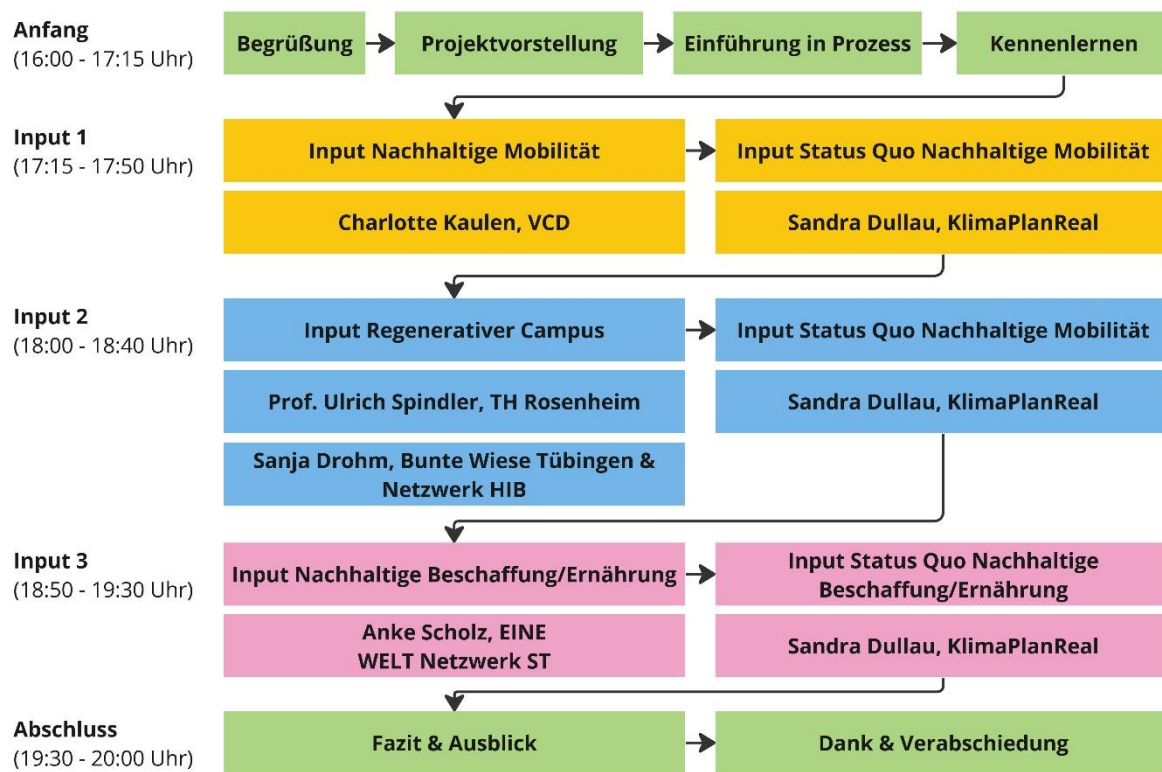 Anfang
(16:00 - 17:15 Uhr)
Begrüßung
Projektvorstellung
Einführung in Prozess
Kennenlernen
Input 1
(17:15 - 17:50 Uhr)
Input Nachhaltige Mobilität
Input Status Quo Nachhaltige Mobilität
Charlotte Kaulen, VCD
Sandra Dullau, KlimaPlanReal
Input 2
(18:00 - 18:40 Uhr)
Input Regenerativer Campus
Input Status Quo Nachhaltige Mobilität
Prof. Ulrich Spindler, TH Rosenheim
Sandra Dullau, KlimaPlanReal
Sanja Drohm, Bunte Wiese Tübingen &
Netzwerk HIB
Input 3
(18:50 - 19:30 Uhr)
Input Nachhaltige Beschaffung/Ernährung
Input Status Quo Nachhaltige
Beschaffung/Ernährung
Anke Scholz, EINE
WELT Netzwerk ST
Sandra Dullau, KlimaPlanReal
Abschluss
(19:30 - 20:00 Uhr)
Fazit & Ausblick
Dank & Verabschiedung